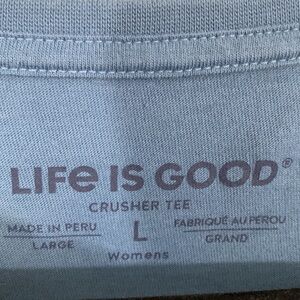 LIFe IS GOOD®
CRUSHER TEE
MADE IN PERU L FABRIQUÉ AU PEROU
LARGE GRAND
Womens